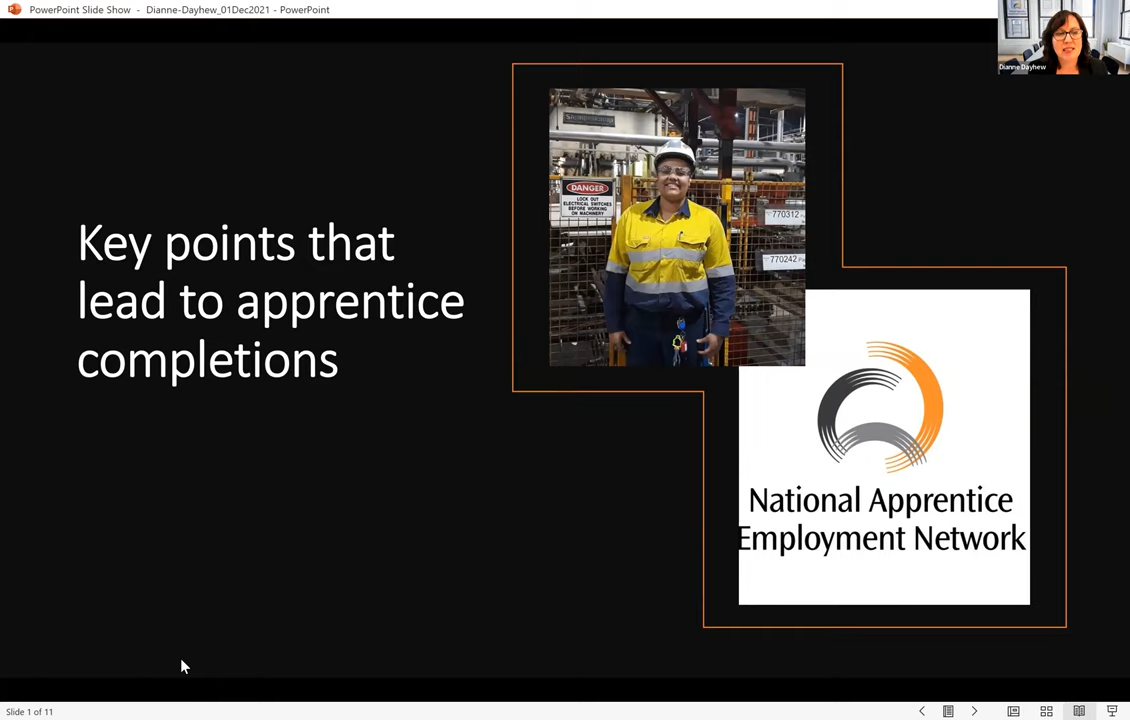 PowerPoint Slide Show - Dianne-Dayhew_01Dec2021 - PowerPoint
Dianne Dayhew
Key points that
lead to apprentice
completions
DANGER
LOCK OUT
ELECTRICAL SWITCHES
BEFORE WORKING
ON MACHINERY
770312
770242
National Apprentice
Employment Network
Slide 1 of 11